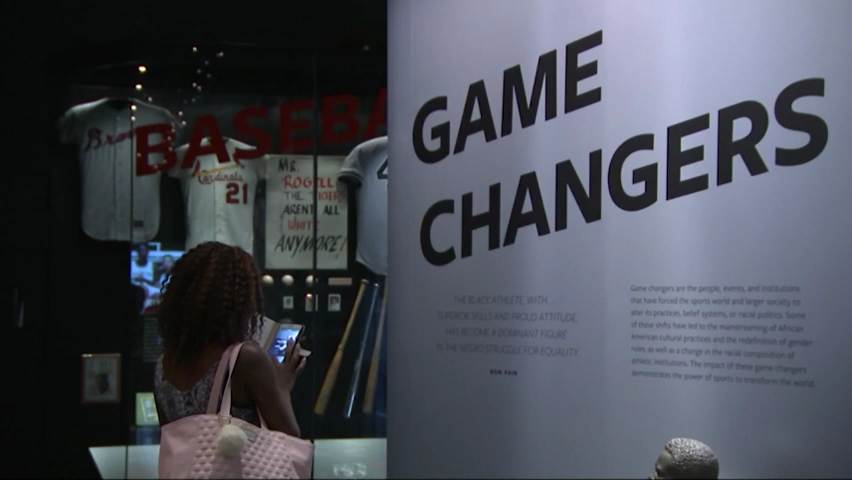 GAME
CHANGERS
THE BLACK ATHLETE, WITH
SUPERIOR SKILLS AND PROUD ATTITUDE,
HAS BECOME A DOMINANT FIGURE
IN THE NEGRO STRUGGLE FOR EQUALITY.
Game changers are the people, events, and institutions
that have forced the sports world and larger society to
alter its practices, belief systems, or racial politics. Some
of these shifts have led to the mainstreaming of African
American cultural practices and the redefinition of gender
roles, as well as a change in the racial composition of
athletic institutions. The impact of these game changers
demonstrates the power of sports to transform the world.
BASEBA
Bro
Cardinals
21
MR.
ROGELL
THE TIGERS
ARENT ALL
WHITE
ANYMORE!
4